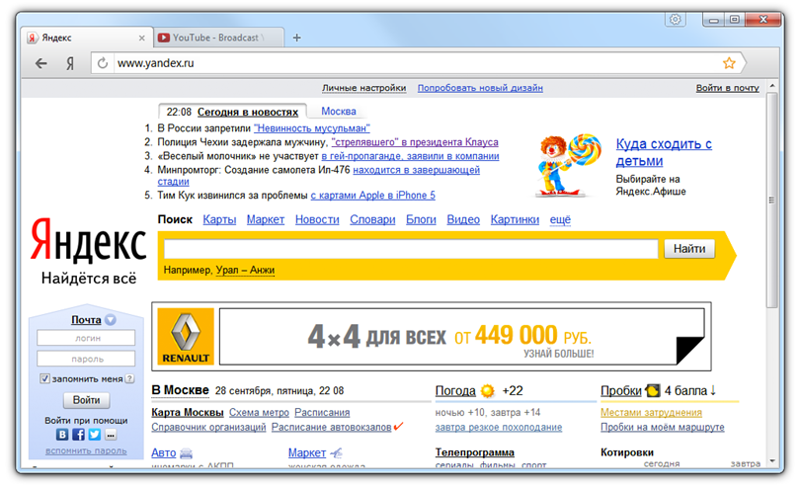 Яндекс
YouTube - Broadcast
Я
www.yandex.ru
Личные настройки Попробовать новый дизайн Войти в почту
22:08 Сегодня в новостях Москва
1. В России запретили "Невинность мусульман"
2. Полиция Чехии задержала мужчину, "стрелявшего" в президента Клауса
3. «Веселый молочник» не участвует в гей-пропаганде, заявили в компании
4. Минпромторг: Создание самолета Ил-476 находится в завершающей
стадии
5. Тим Кук извинился за проблемы с картами Apple в iPhone 5
Куда сходить с
детьми
Выбирайте на
Яндекс.Афише
Яндекс
Найдётся всё
Поиск Карты Маркет Новости Словари Блоги Видео Картинки ещё
Найти
Например, Урал – Анжи
Почта
логин
пароль
запомнить меня ?
Войти
Войти при помощи
В f
вспомнить пароль
RENAULT
4×4 ДЛЯ ВСЕХ ОТ 449 000 РУБ.
УЗНАЙ БОЛЬШЕ!
В Москве 28 сентября, пятница, 22 08
Карта Москвы Схема метро Расписания
Справочник организаций Расписание автовокзалов
Авто
иномарки с АКПП
Маркет
женская одежда
Погода +22
ночью +10, завтра +14
завтра резкое похолодание
Телепрограмма
сериалы, фильмы, спорт
Пробки 4 балла ↓
Местами затруднения
Пробки на моём маршруте
Котировки
сегодня завтра